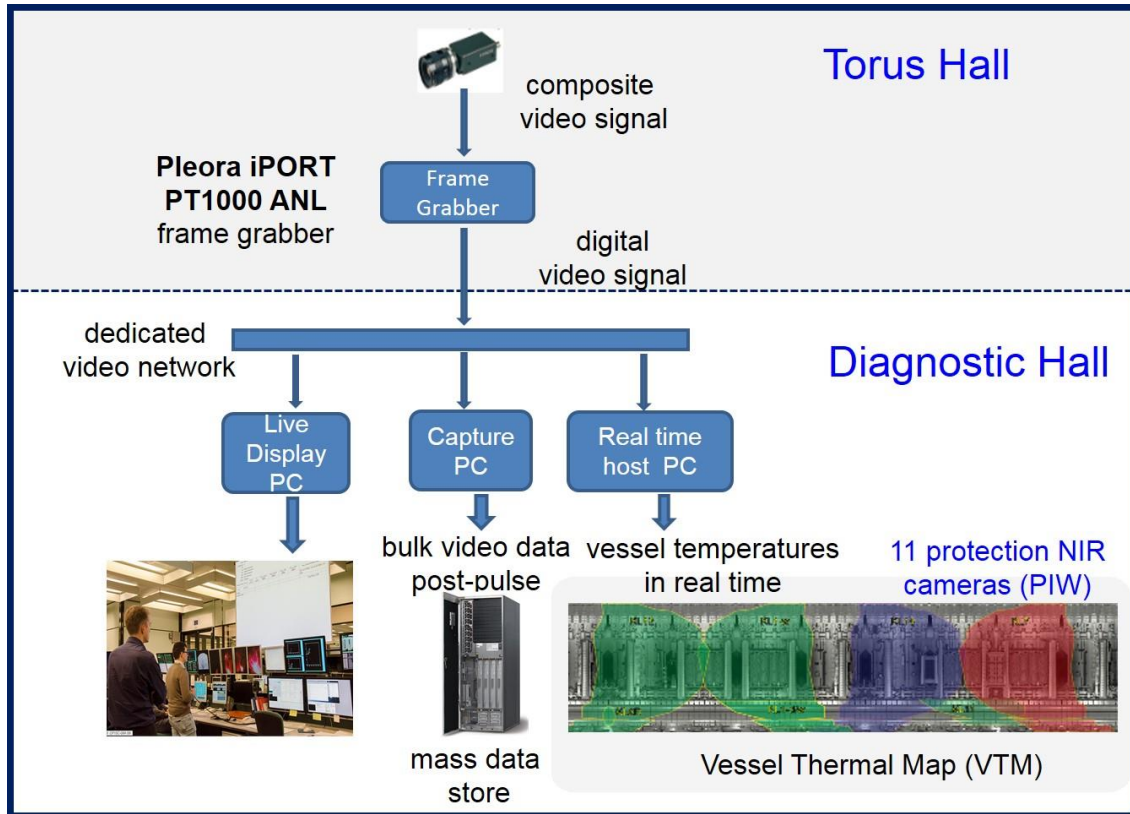 Torus Hall
composite
video signal
Pleora iPORT
PT1000 ANL
frame grabber
Frame
Grabber
digital
video signal
dedicated
video network
Diagnostic Hall
Live
Display
PC
Capture
PC
Real time
host PC
bulk video data
post-pulse
vessel temperatures
in real time
11 protection NIR
cameras (PIW)
mass data
store
Vessel Thermal Map (VTM)